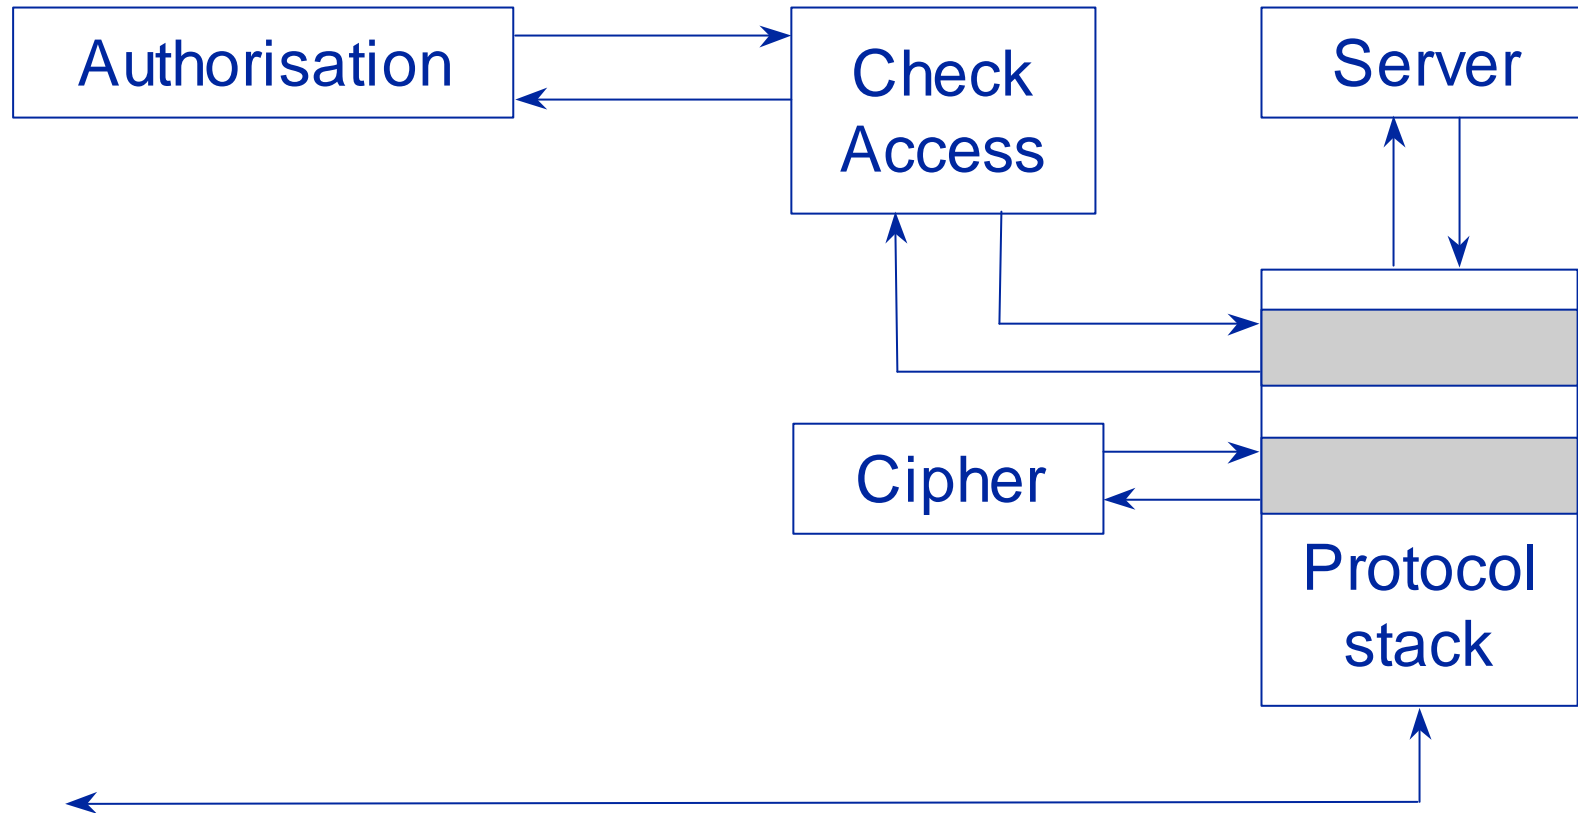 Authorisation
Check
Access
Server
Cipher
Protocol
stack